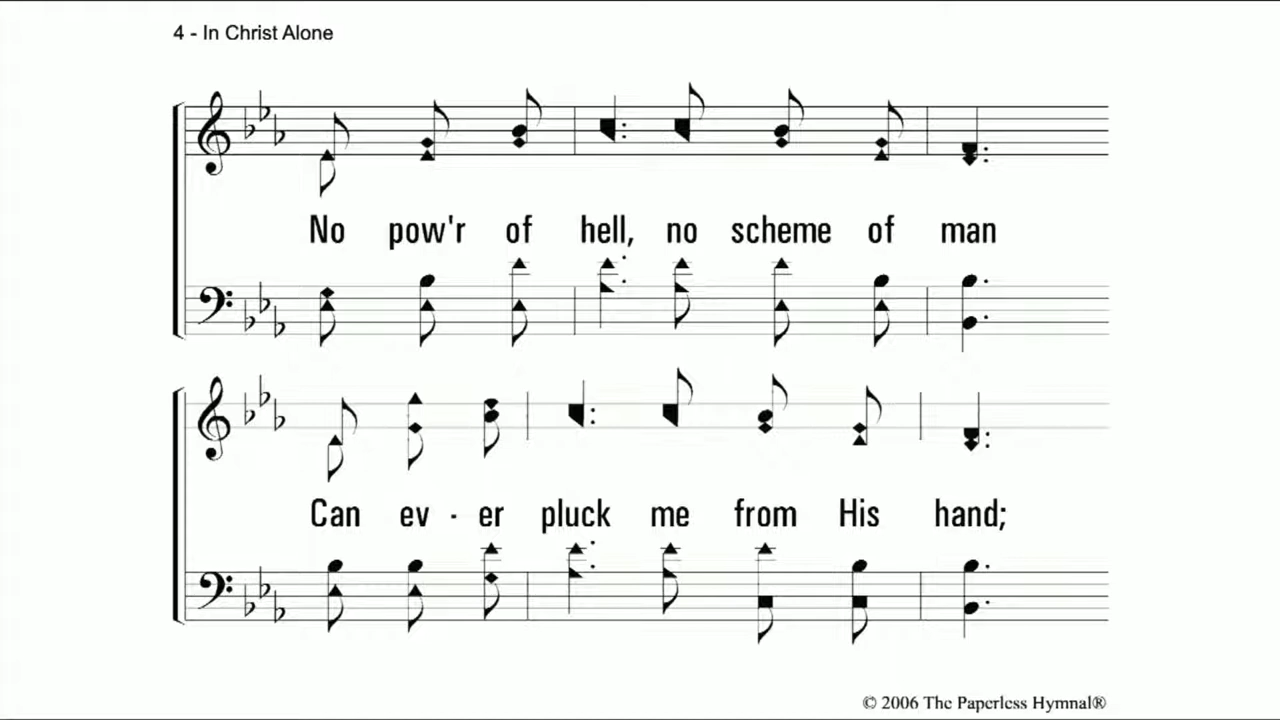 4 - In Christ Alone
No pow'r of hell, no scheme of man
Can ev - er pluck me from His hand;
© 2006 The Paperless Hymnal®